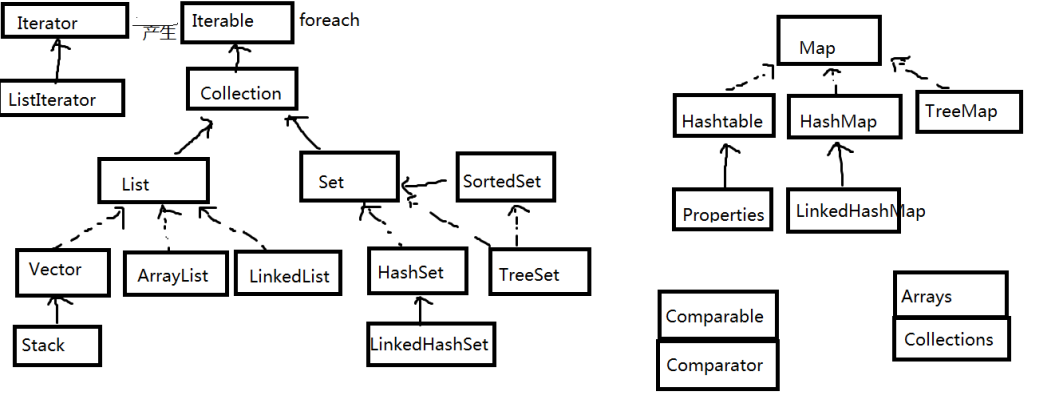 Iterator
产生
Iterable
foreach
ListIterator
Collection
List
Set
SortedSet
Vector
ArrayList
LinkedList
HashSet
TreeSet
Stack
LinkedHashSet
Map
Hashtable
HashMap
TreeMap
Properties
LinkedHashMap
Comparable
Comparator
Arrays
Collections